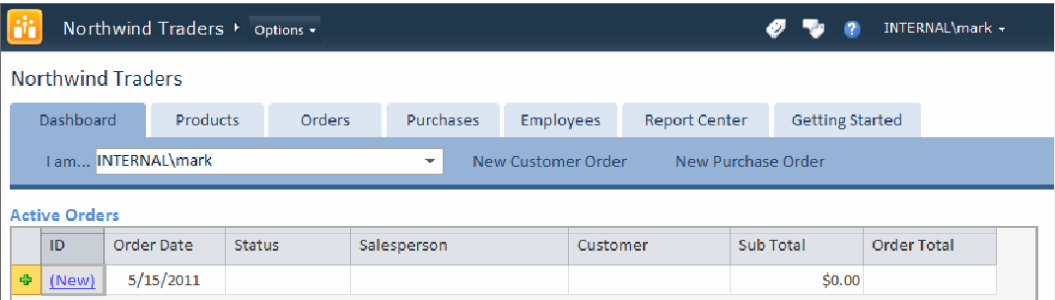 Northwind Traders Options INTERNAL\mark
Northwind Traders
Dashboard Products Orders Purchases Employees Report Center Getting Started
I am... INTERNAL\mark New Customer Order New Purchase Order
Active Orders
ID Order Date Status Salesperson Customer Sub Total Order Total
(New) 5/15/2011 $0.00